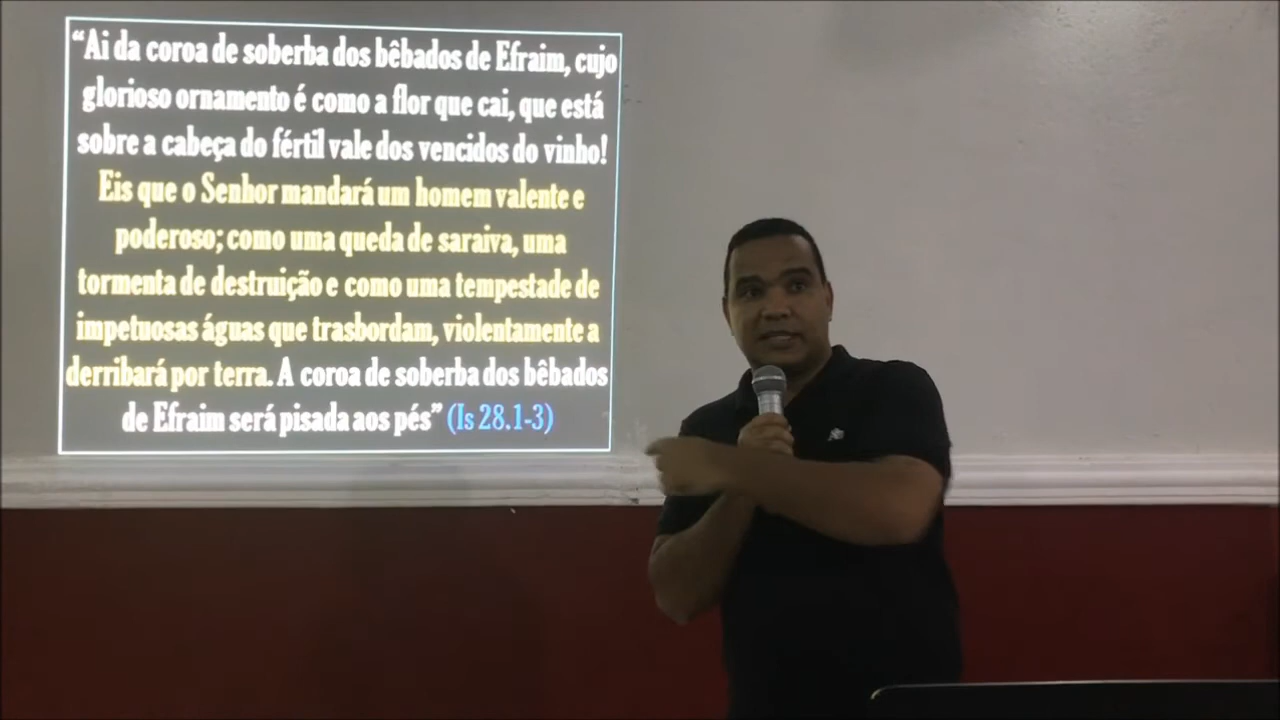 “Ai da coroa de soberba dos bêbados de Efraim, cujo
glorioso ornamento é como a flor que cai, que está
sobre a cabeça do fértil vale dos vencidos do vinho!
Eis que o Senhor mandará um homem valente e
poderoso; como uma queda de saraiva, uma
tormenta de destruição e como uma tempestade de
impetuosas águas que trasbordam, violentamente a
derribará por terra. A coroa de soberba dos bêbados
de Efraim será pisada aos pés” (Is 28.1-3)